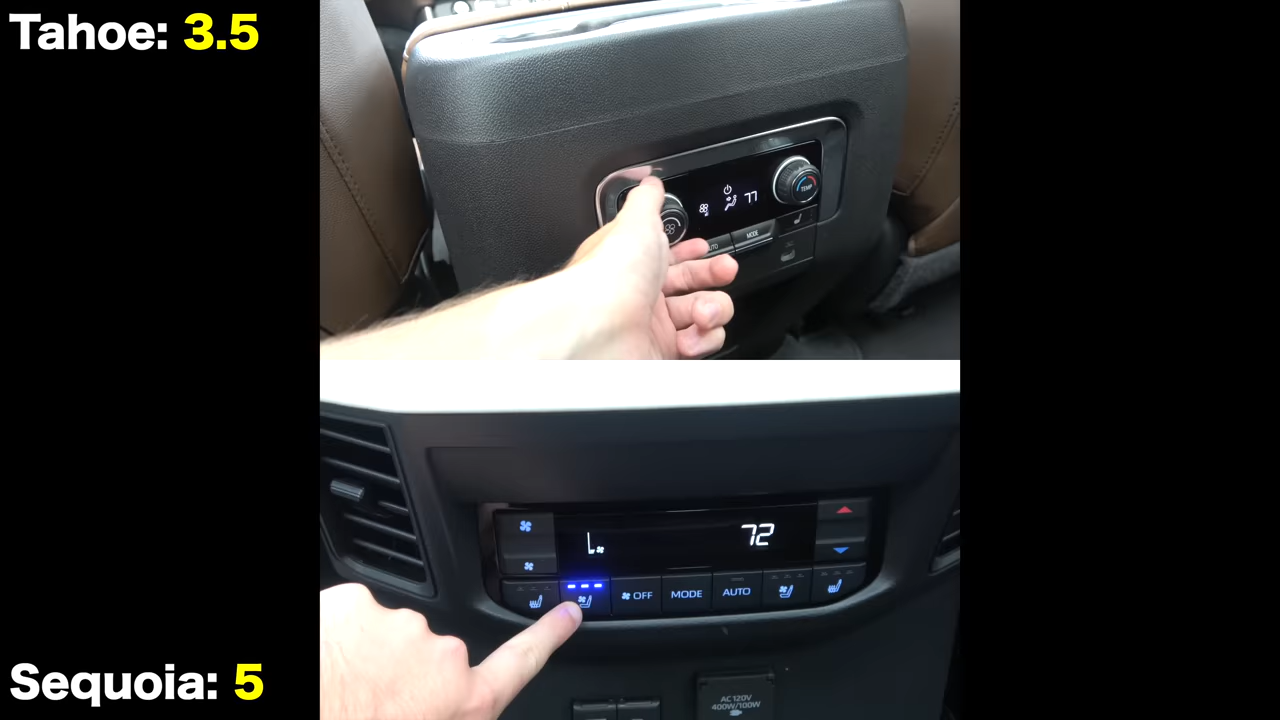 Tahoe: 3.5
77
TEMP
AUTO
MODE
72
OFF
MODE
AUTO
AC 120V
400W/100W
Sequoia: 5